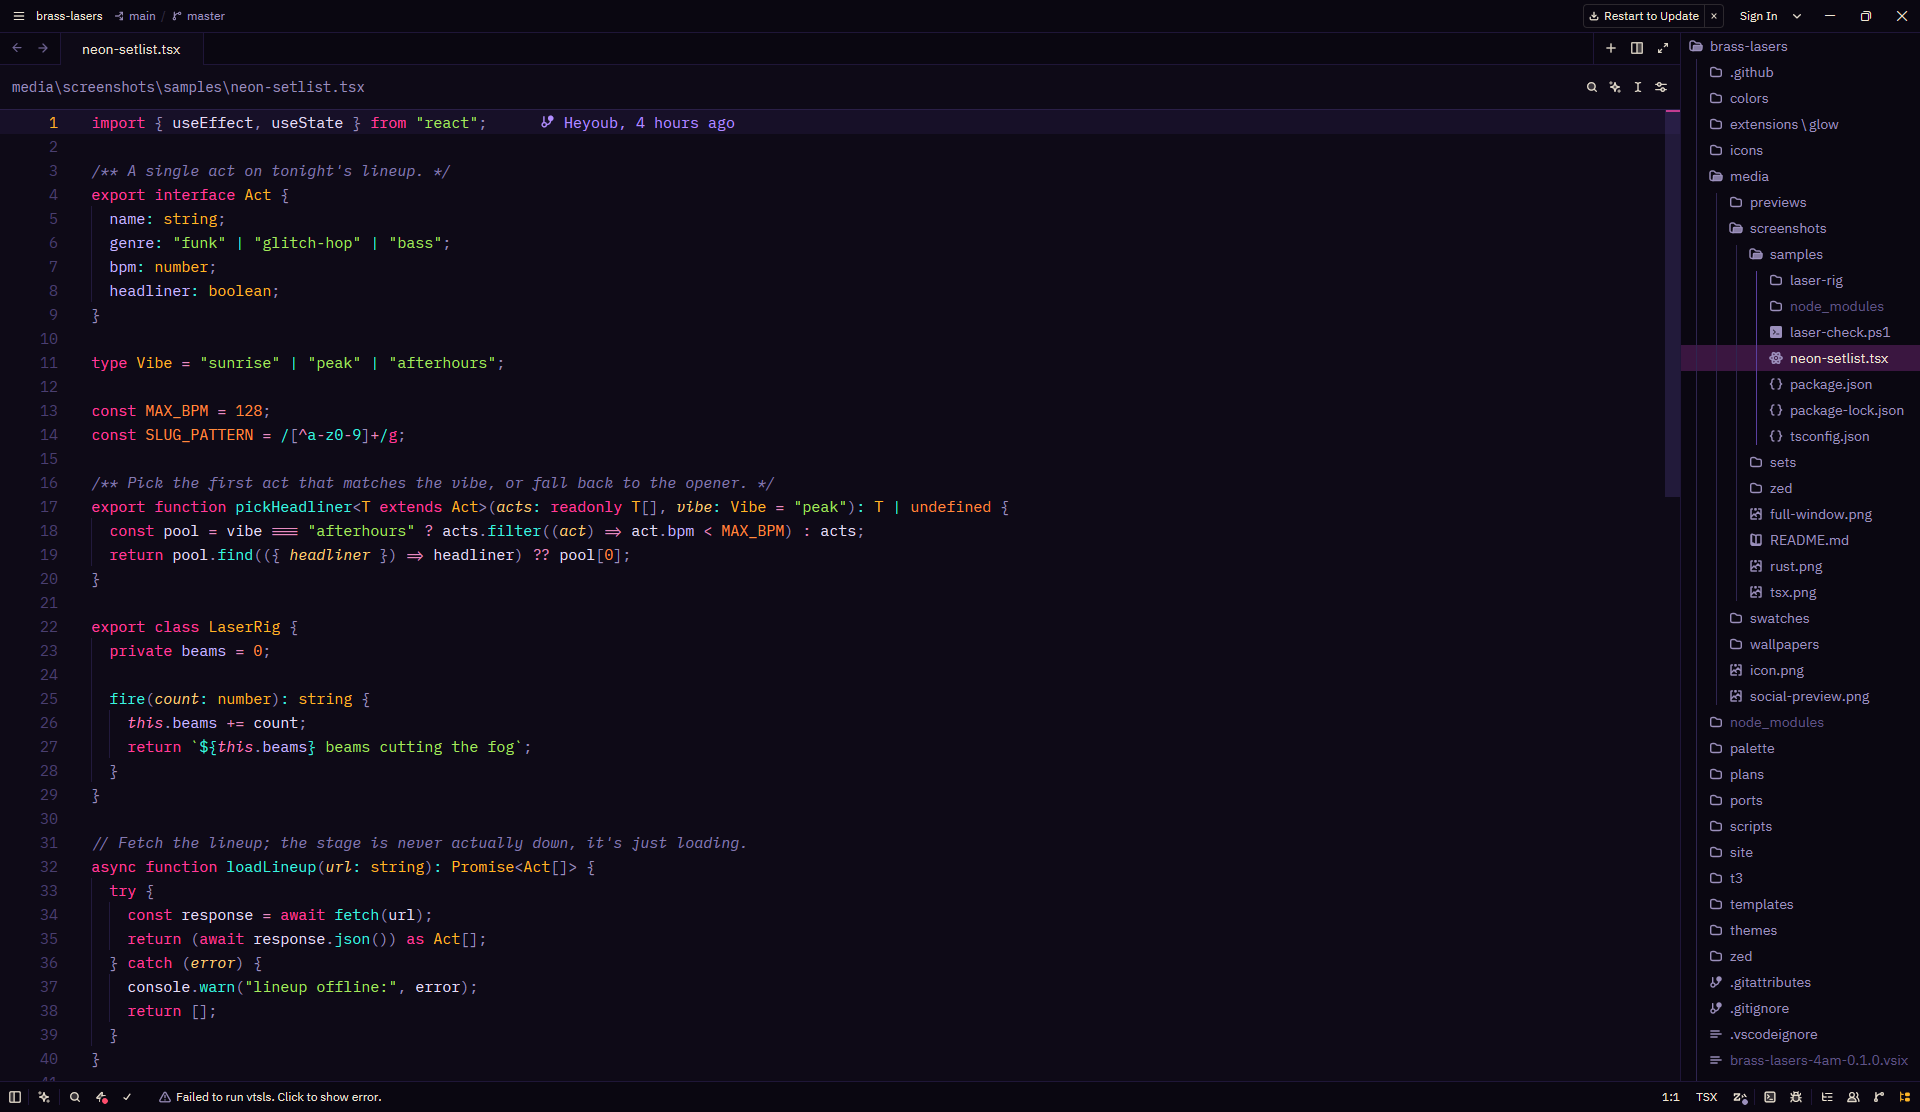 brass-lasers main / master
Restart to Update × Sign In
neon-setlist.tsx
media\screenshots\samples\neon-setlist.tsx
1 import { useEffect, useState } from "react"; Heyoub, 4 hours ago
2
3 /** A single act on tonight's lineup. */
4 export interface Act {
5 name: string;
6 genre: "funk" | "glitch-hop" | "bass";
7 bpm: number;
8 headliner: boolean;
9 }
10
11 type Vibe = "sunrise" | "peak" | "afterhours";
12
13 const MAX_BPM = 128;
14 const SLUG_PATTERN = /[^a-z0-9]+/g;
15
16 /** Pick the first act that matches the vibe, or fall back to the opener. */
17 export function pickHeadliner<T extends Act>(acts: readonly T[], vibe: Vibe = "peak"): T | undefined {
18 const pool = vibe === "afterhours" ? acts.filter((act) => act.bpm < MAX_BPM) : acts;
19 return pool.find(({ headliner }) => headliner) ?? pool[0];
20 }
21
22 export class LaserRig {
23 private beams = 0;
24
25 fire(count: number): string {
26 this.beams += count;
27 return `${this.beams} beams cutting the fog`;
28 }
29 }
30
31 // Fetch the lineup; the stage is never actually down, it's just loading.
32 async function loadLineup(url: string): Promise<Act[]> {
33 try {
34 const response = await fetch(url);
35 return (await response.json()) as Act[];
36 } catch (error) {
37 console.warn("lineup offline:", error);
38 return [];
39 }
40 }
brass-lasers
.github
colors
extensions \ glow
icons
media
previews
screenshots
samples
laser-rig
node_modules
laser-check.ps1
neon-setlist.tsx
package.json
package-lock.json
tsconfig.json
sets
zed
full-window.png
README.md
rust.png
tsx.png
swatches
wallpapers
icon.png
social-preview.png
node_modules
palette
plans
ports
scripts
site
t3
templates
themes
zed
.gitattributes
.gitignore
.vscodeignore
brass-lasers-4am-0.1.0.vsix
Failed to run vtsls. Click to show error.
1:1 TSX